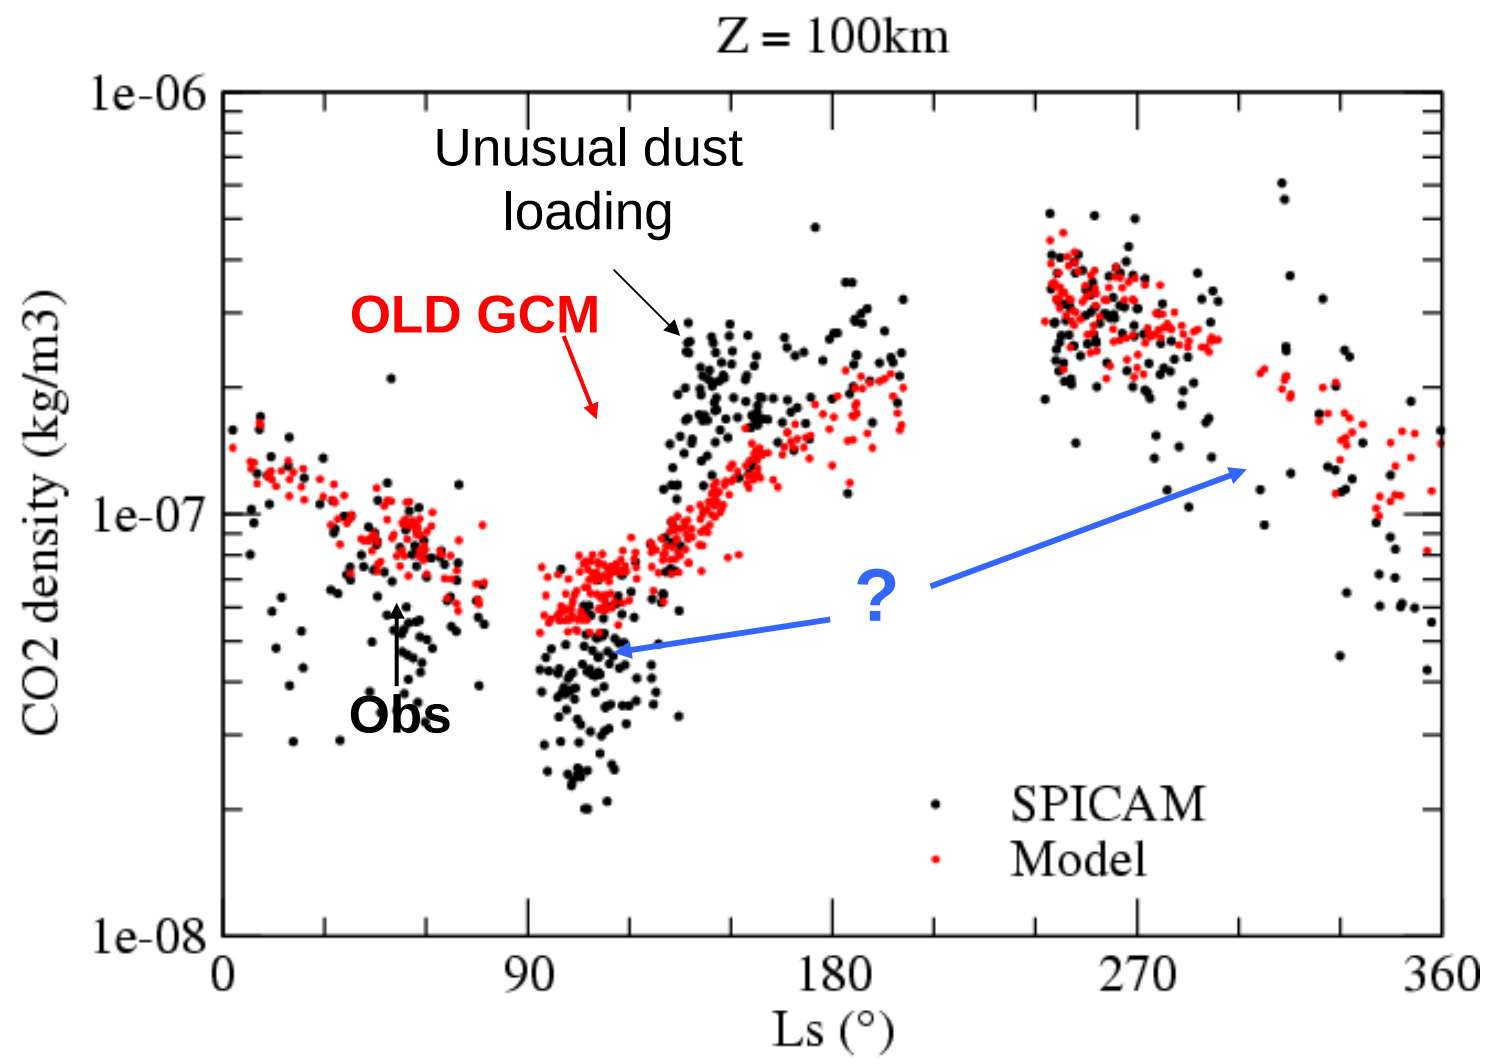 Z = 100km
1e-06
Unusual dust
loading
OLD GCM
CO2 density (kg/m3)
1e-07
?
Obs
SPICAM
Model
1e-08
0 90 180 270 360
Ls (°)